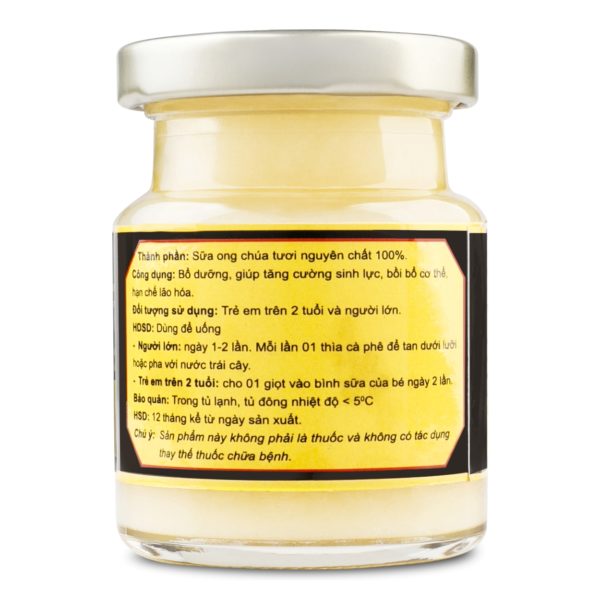 Thành phần: Sữa ong chúa tươi nguyên chất 100%.
Công dụng: Bổ dưỡng, giúp tăng cường sinh lực, bồi bổ cơ thể,
hạn chế lão hóa.
Đối tượng sử dụng: Trẻ em trên 2 tuổi và người lớn.
HDSD: Dùng để uống
- Người lớn: ngày 1-2 lần. Mỗi lần 01 thìa cà phê để tan dưới lưỡi
hoặc pha với nước trái cây.
- Trẻ em trên 2 tuổi: cho 01 giọt vào bình sữa của bé ngày 2 lần.
Bảo quản: Trong tủ lạnh, tủ đông nhiệt độ < 5ºC
HSD: 12 tháng kể từ ngày sản xuất.
Chú ý: Sản phẩm này không phải là thuốc và không có tác dụng
thay thế thuốc chữa bệnh.